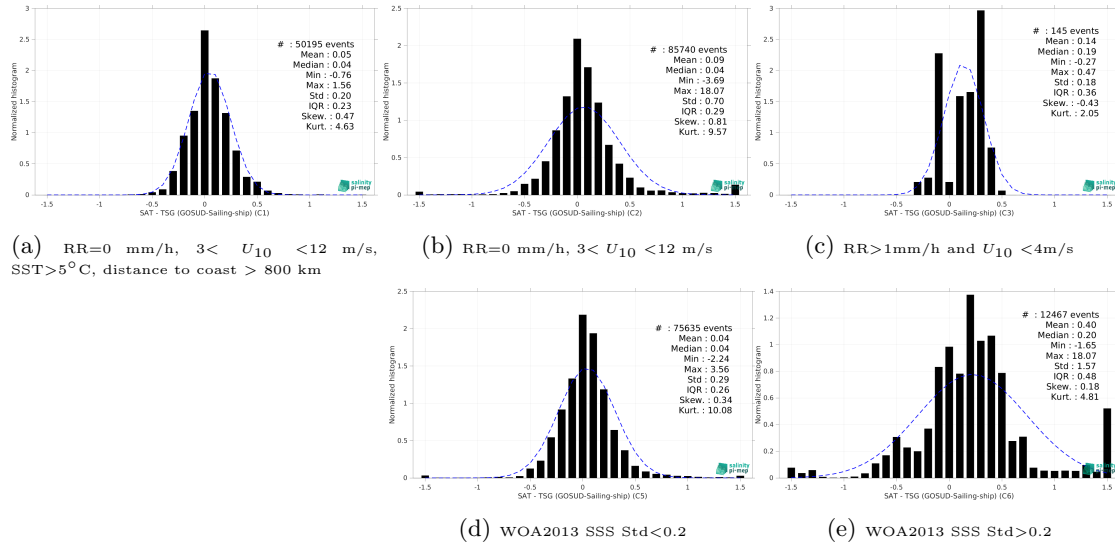 3
2.5
2
1.5
1
0.5
0
Normalized histogram
# : 50195 events
Mean : 0.05
Median : 0.04
Min : -0.76
Max : 1.56
Std : 0.20
IQR : 0.23
Skew. : 0.47
Kurt. : 4.63
salinity
pi-mep
-1.5 -1 -0.5 0 0.5 1 1.5
SAT - TSG (GOSUD-Sailing-ship) (C1)
(a) RR=0 mm/h, 3< U10 <12 m/s,
SST>5°C, distance to coast > 800 km
2.5
2
1.5
1
0.5
0
Normalized histogram
# : 85740 events
Mean : 0.09
Median : 0.04
Min : -3.69
Max : 18.07
Std : 0.70
IQR : 0.29
Skew. : 0.81
Kurt. : 9.57
salinity
pi-mep
-1.5 -1 -0.5 0 0.5 1 1.5
SAT - TSG (GOSUD-Sailing-ship) (C2)
(b) RR=0 mm/h, 3< U10 <12 m/s
3
2.5
2
1.5
1
0.5
0
Normalized histogram
# : 145 events
Mean : 0.14
Median : 0.19
Min : -0.27
Max : 0.47
Std : 0.18
IQR : 0.36
Skew. : -0.43
Kurt. : 2.05
salinity
pi-mep
-1.5 -1 -0.5 0 0.5 1 1.5
SAT - TSG (GOSUD-Sailing-ship) (C3)
(c) RR>1mm/h and U10 <4m/s
2.5
2
1.5
1
0.5
0
Normalized histogram
# : 75635 events
Mean : 0.04
Median : 0.04
Min : -2.24
Max : 3.56
Std : 0.29
IQR : 0.26
Skew. : 0.34
Kurt. : 10.08
salinity
pi-mep
-1.5 -1 -0.5 0 0.5 1 1.5
SAT - TSG (GOSUD-Sailing-ship) (C5)
(d) WOA2013 SSS Std<0.2
1.4
1.2
1
0.8
0.6
0.4
0.2
0
Normalized histogram
# : 12467 events
Mean : 0.40
Median : 0.20
Min : -1.65
Max : 18.07
Std : 1.57
IQR : 0.48
Skew. : 0.18
Kurt. : 4.81
salinity
pi-mep
-1.5 -1 -0.5 0 0.5 1 1.5
SAT - TSG (GOSUD-Sailing-ship) (C6)
(e) WOA2013 SSS Std>0.2